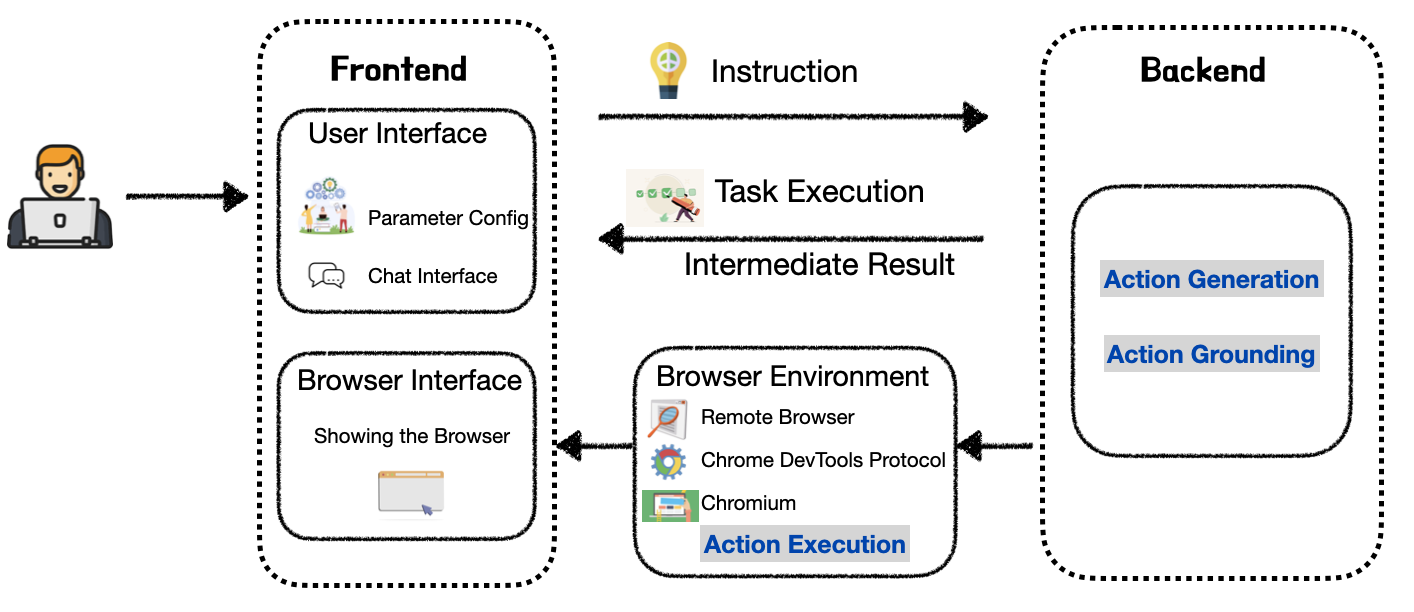 Frontend
User Interface
Parameter Config
Chat Interface
Browser Interface
Showing the Browser
Instruction
Task Execution
Intermediate Result
Browser Environment
Remote Browser
Chrome DevTools Protocol
Chromium
Action Execution
Backend
Action Generation
Action Grounding